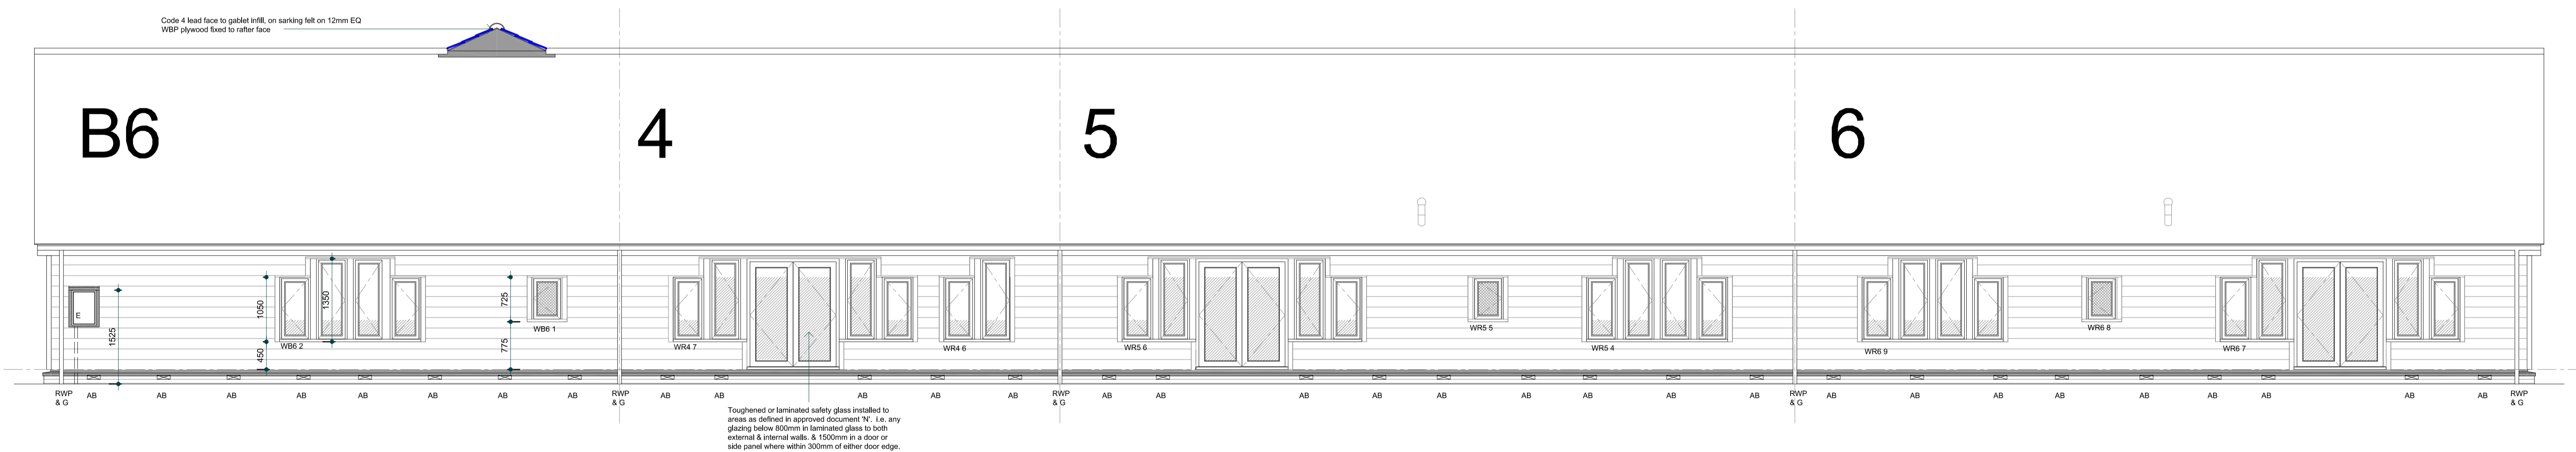 Code 4 lead face to gablet infill, on sarking felt on 12mm EQ
WBP plywood fixed to rafter face
B6
4
5
6
E
1525
1050
450
1350
725
775
WB6 2
WB6 1
WR4 7
WR4 6
WR5 6
WR5 5
WR5 4
WR6 9
WR6 8
WR6 7
RWP
& G
AB
AB
AB
AB
AB
AB
AB
AB
RWP
& G
AB
AB
AB
AB
AB
RWP
& G
AB
AB
AB
AB
AB
AB
AB
AB
RWP
& G
AB
AB
AB
AB
AB
AB
AB
AB
AB
RWP
& G
Toughened or laminated safety glass installed to
areas as defined in approved document 'N'. i.e. any
glazing below 800mm in laminated glass to both
external & internal walls. & 1500mm in a door or
side panel where within 300mm of either door edge.